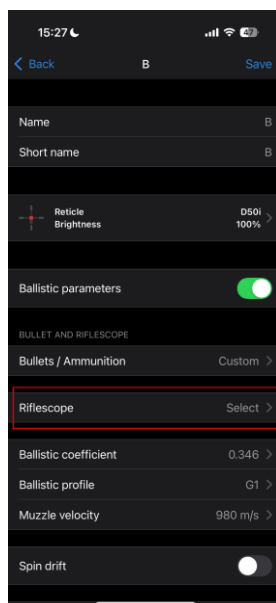 15:27 47
Back B Save
Name B
Short name B
Reticle D50i
Brightness 100%
Ballistic parameters
BULLET AND RIFLESCOPE
Bullets / Ammunition Custom
Riflescope Select
Ballistic coefficient 0.346
Ballistic profile G1
Muzzle velocity 980 m/s
Spin drift